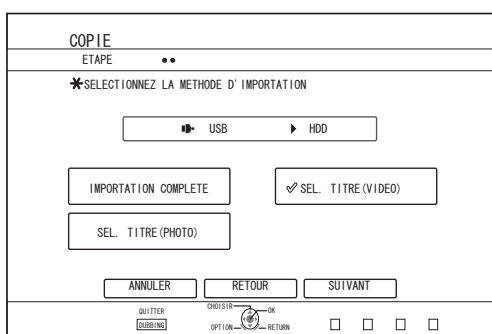 COPIE
ETAPE
✱SELECTIONNEZ LA METHODE D'IMPORTATION
USB ▶ HDD
IMPORTATION COMPLETE
✓SEL. TITRE(VIDEO)
SEL. TITRE(PHOTO)
ANNULER RETOUR SUIVANT
QUITTER CHOISIR OK
DUBBING OPTION RETURN